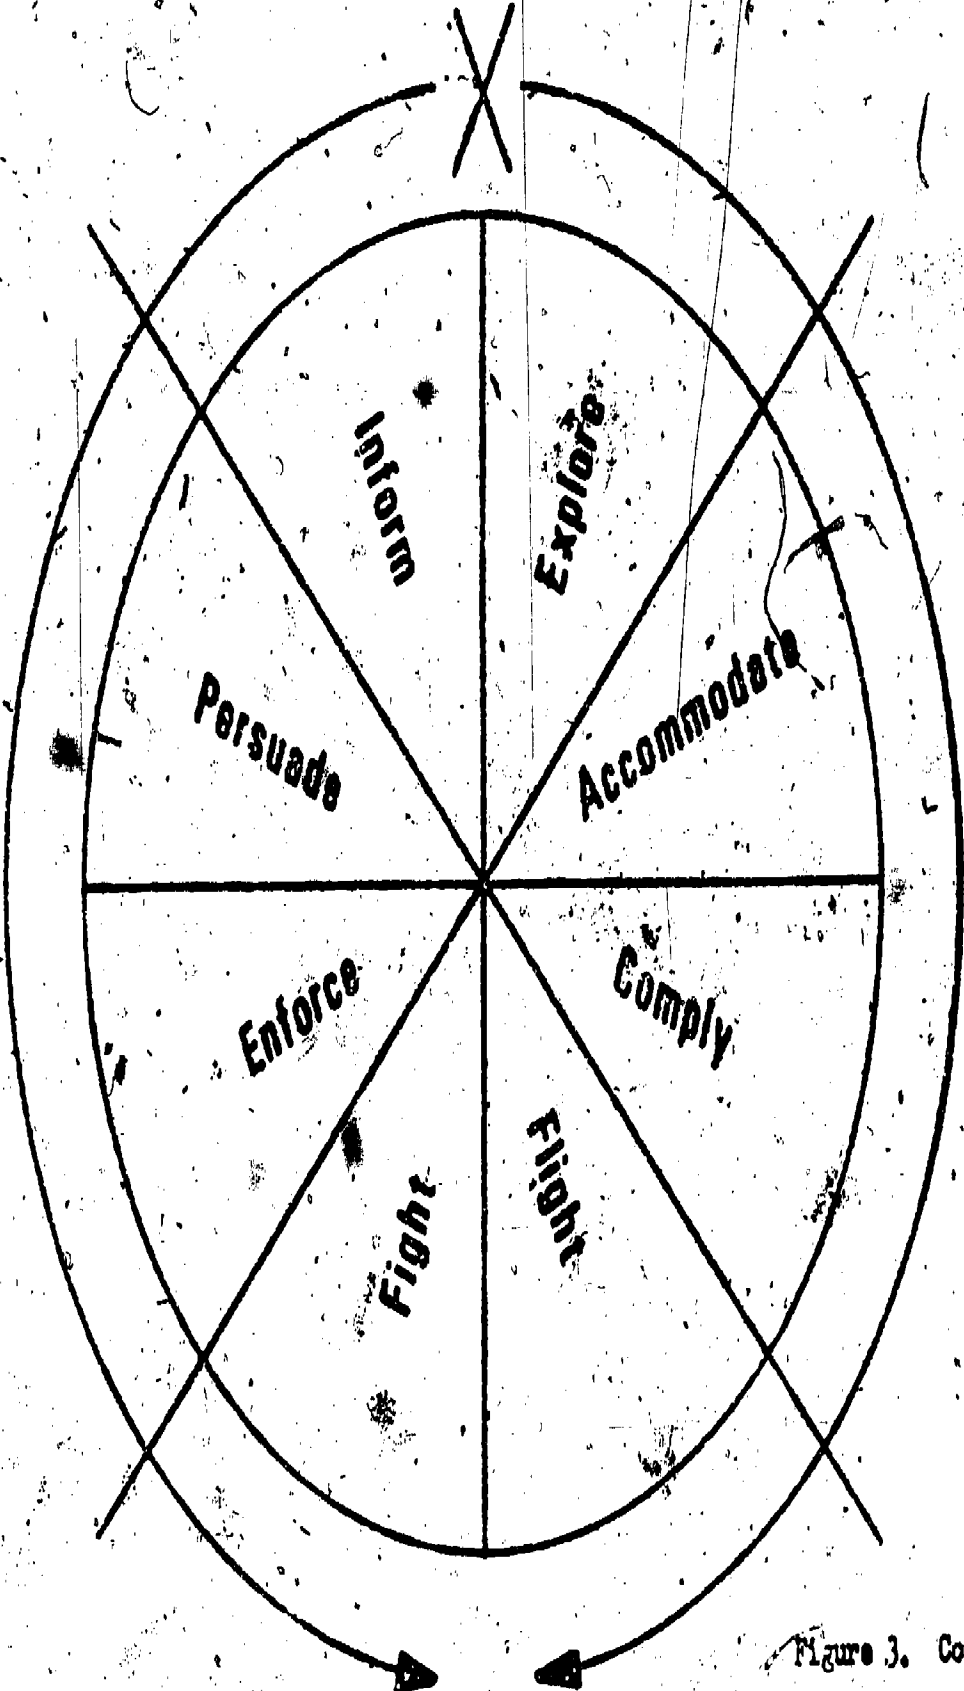 Inform
Explore
Persuade
Accommodate
Enforce
Comply
Fight
Flight
Figure 3. Co